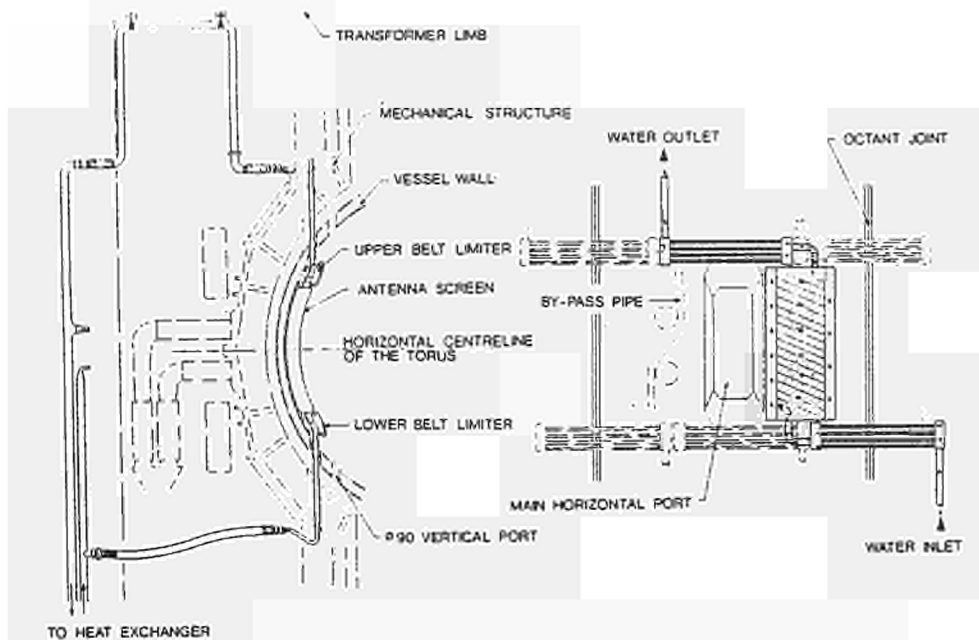 TRANSFORMER LIMB
MECHANICAL STRUCTURE
VESSEL WALL
UPPER BELT LIMITER
ANTENNA SCREEN
HORIZONTAL CENTRELINE
OF THE TORUS
LOWER BELT LIMITER
P90 VERTICAL PORT
TO HEAT EXCHANGER
WATER OUTLET
OCTANT JOINT
BY-PASS PIPE
MAIN HORIZONTAL PORT
WATER INLET